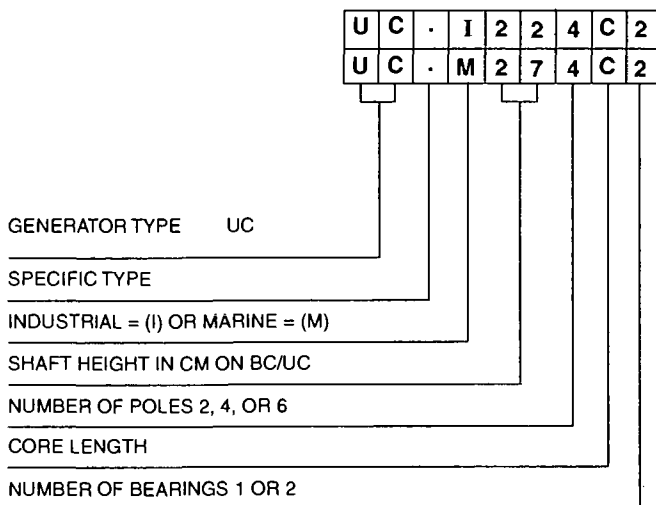 U C . I 2 2 4 C 2
U C . M 2 7 4 C 2
GENERATOR TYPE UC
SPECIFIC TYPE
INDUSTRIAL = (I) OR MARINE = (M)
SHAFT HEIGHT IN CM ON BC/UC
NUMBER OF POLES 2, 4, OR 6
CORE LENGTH
NUMBER OF BEARINGS 1 OR 2